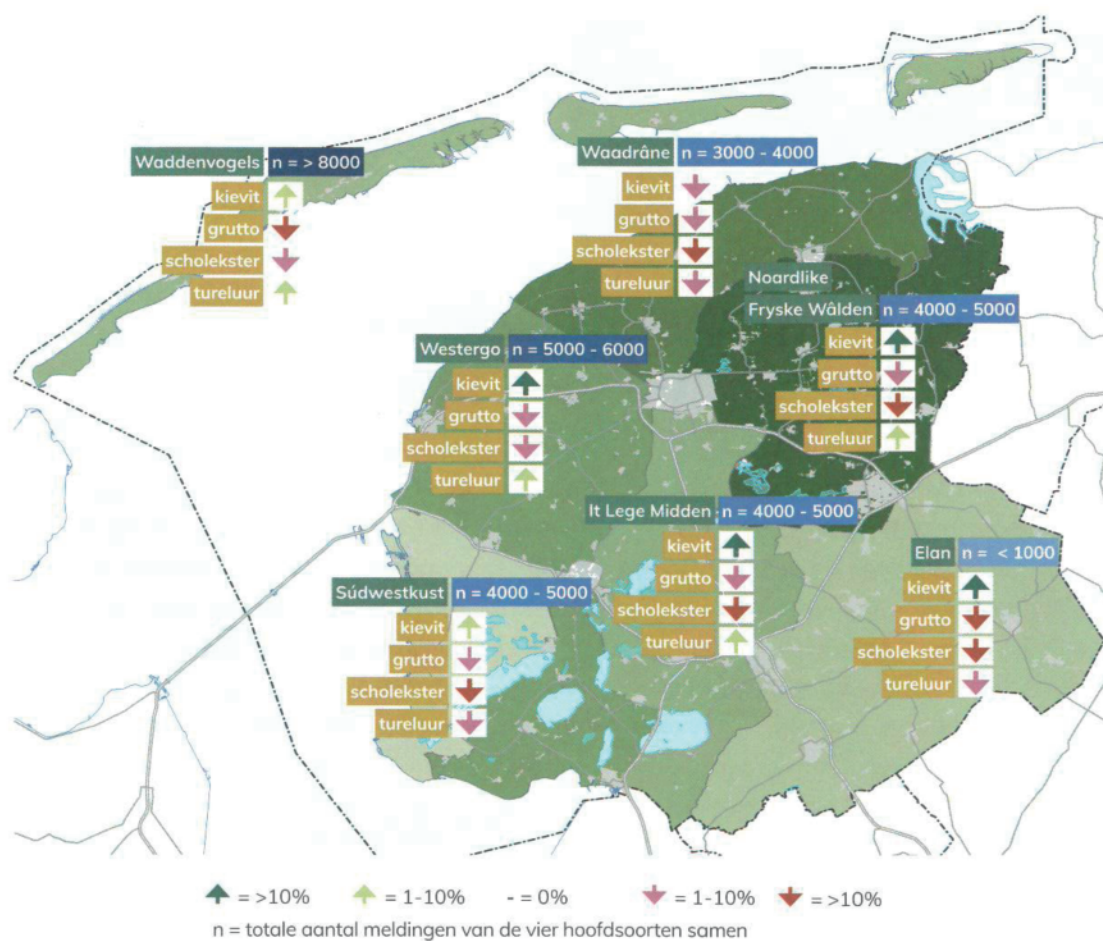 Waddenvogels n = > 8000
kievit
grutto
scholekster
tureluur
Waadrâne n = 3000 - 4000
kievit
grutto
scholekster
tureluur
Noardlike
Fryske Wâlden n = 4000 - 5000
kievit
grutto
scholekster
tureluur
Westergo n = 5000 - 6000
kievit
grutto
scholekster
tureluur
It Lege Midden n = 4000 - 5000
kievit
grutto
scholekster
tureluur
Elan n = < 1000
kievit
grutto
scholekster
tureluur
Súdwestkust n = 4000 - 5000
kievit
grutto
scholekster
tureluur
= >10% = 1-10% - = 0% = 1-10% = >10%
n = totale aantal meldingen van de vier hoofdsoorten samen